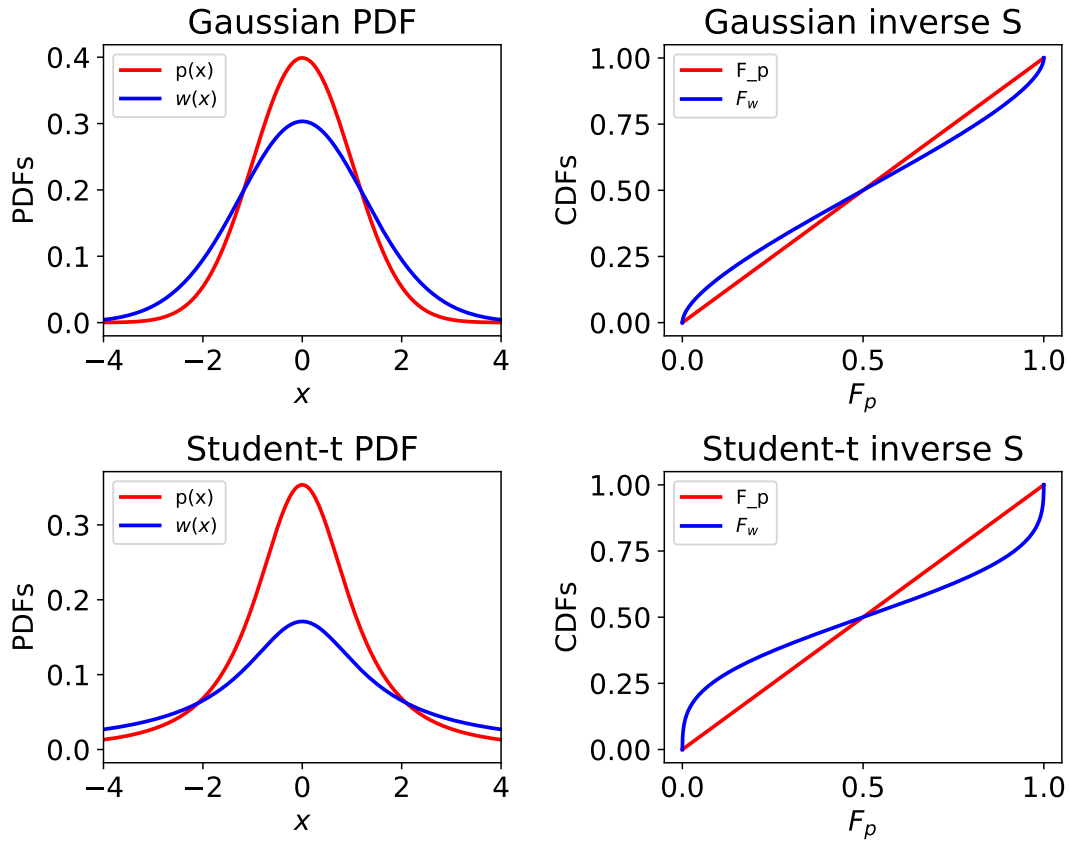 Gaussian PDF
0.4
0.3
0.2
0.1
0.0
PDFs
p(x)
w(x)
−4
−2
0
2
4
x
Gaussian inverse S
1.00
0.75
0.50
0.25
0.00
CDFs
F_p
F_w
0.0
0.5
1.0
F_p
Student-t PDF
0.3
0.2
0.1
0.0
PDFs
p(x)
w(x)
−4
−2
0
2
4
x
Student-t inverse S
1.00
0.75
0.50
0.25
0.00
CDFs
F_p
F_w
0.0
0.5
1.0
F_p